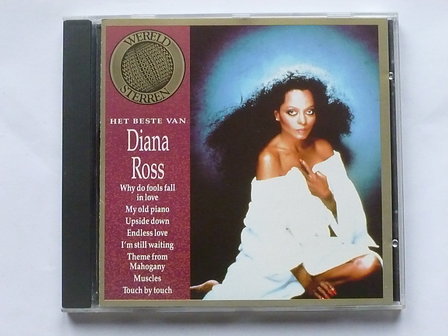 WERELD
STERREN
HET BESTE VAN
Diana
Ross
Why do fools fall
in love
My old piano
Upside down
Endless love
I'm still waiting
Theme from
Mahogany
Muscles
Touch by touch